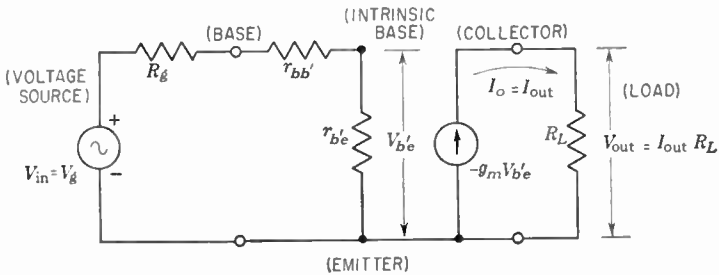 (VOLTAGE
SOURCE)
V_in = V_g
+
−
R_g
(BASE)
r_bb'
(INTRINSIC
BASE)
r_b'e
V_b'e
(COLLECTOR)
I_o = I_out
-g_m V_b'e
R_L
(LOAD)
V_out = I_out R_L
(EMITTER)